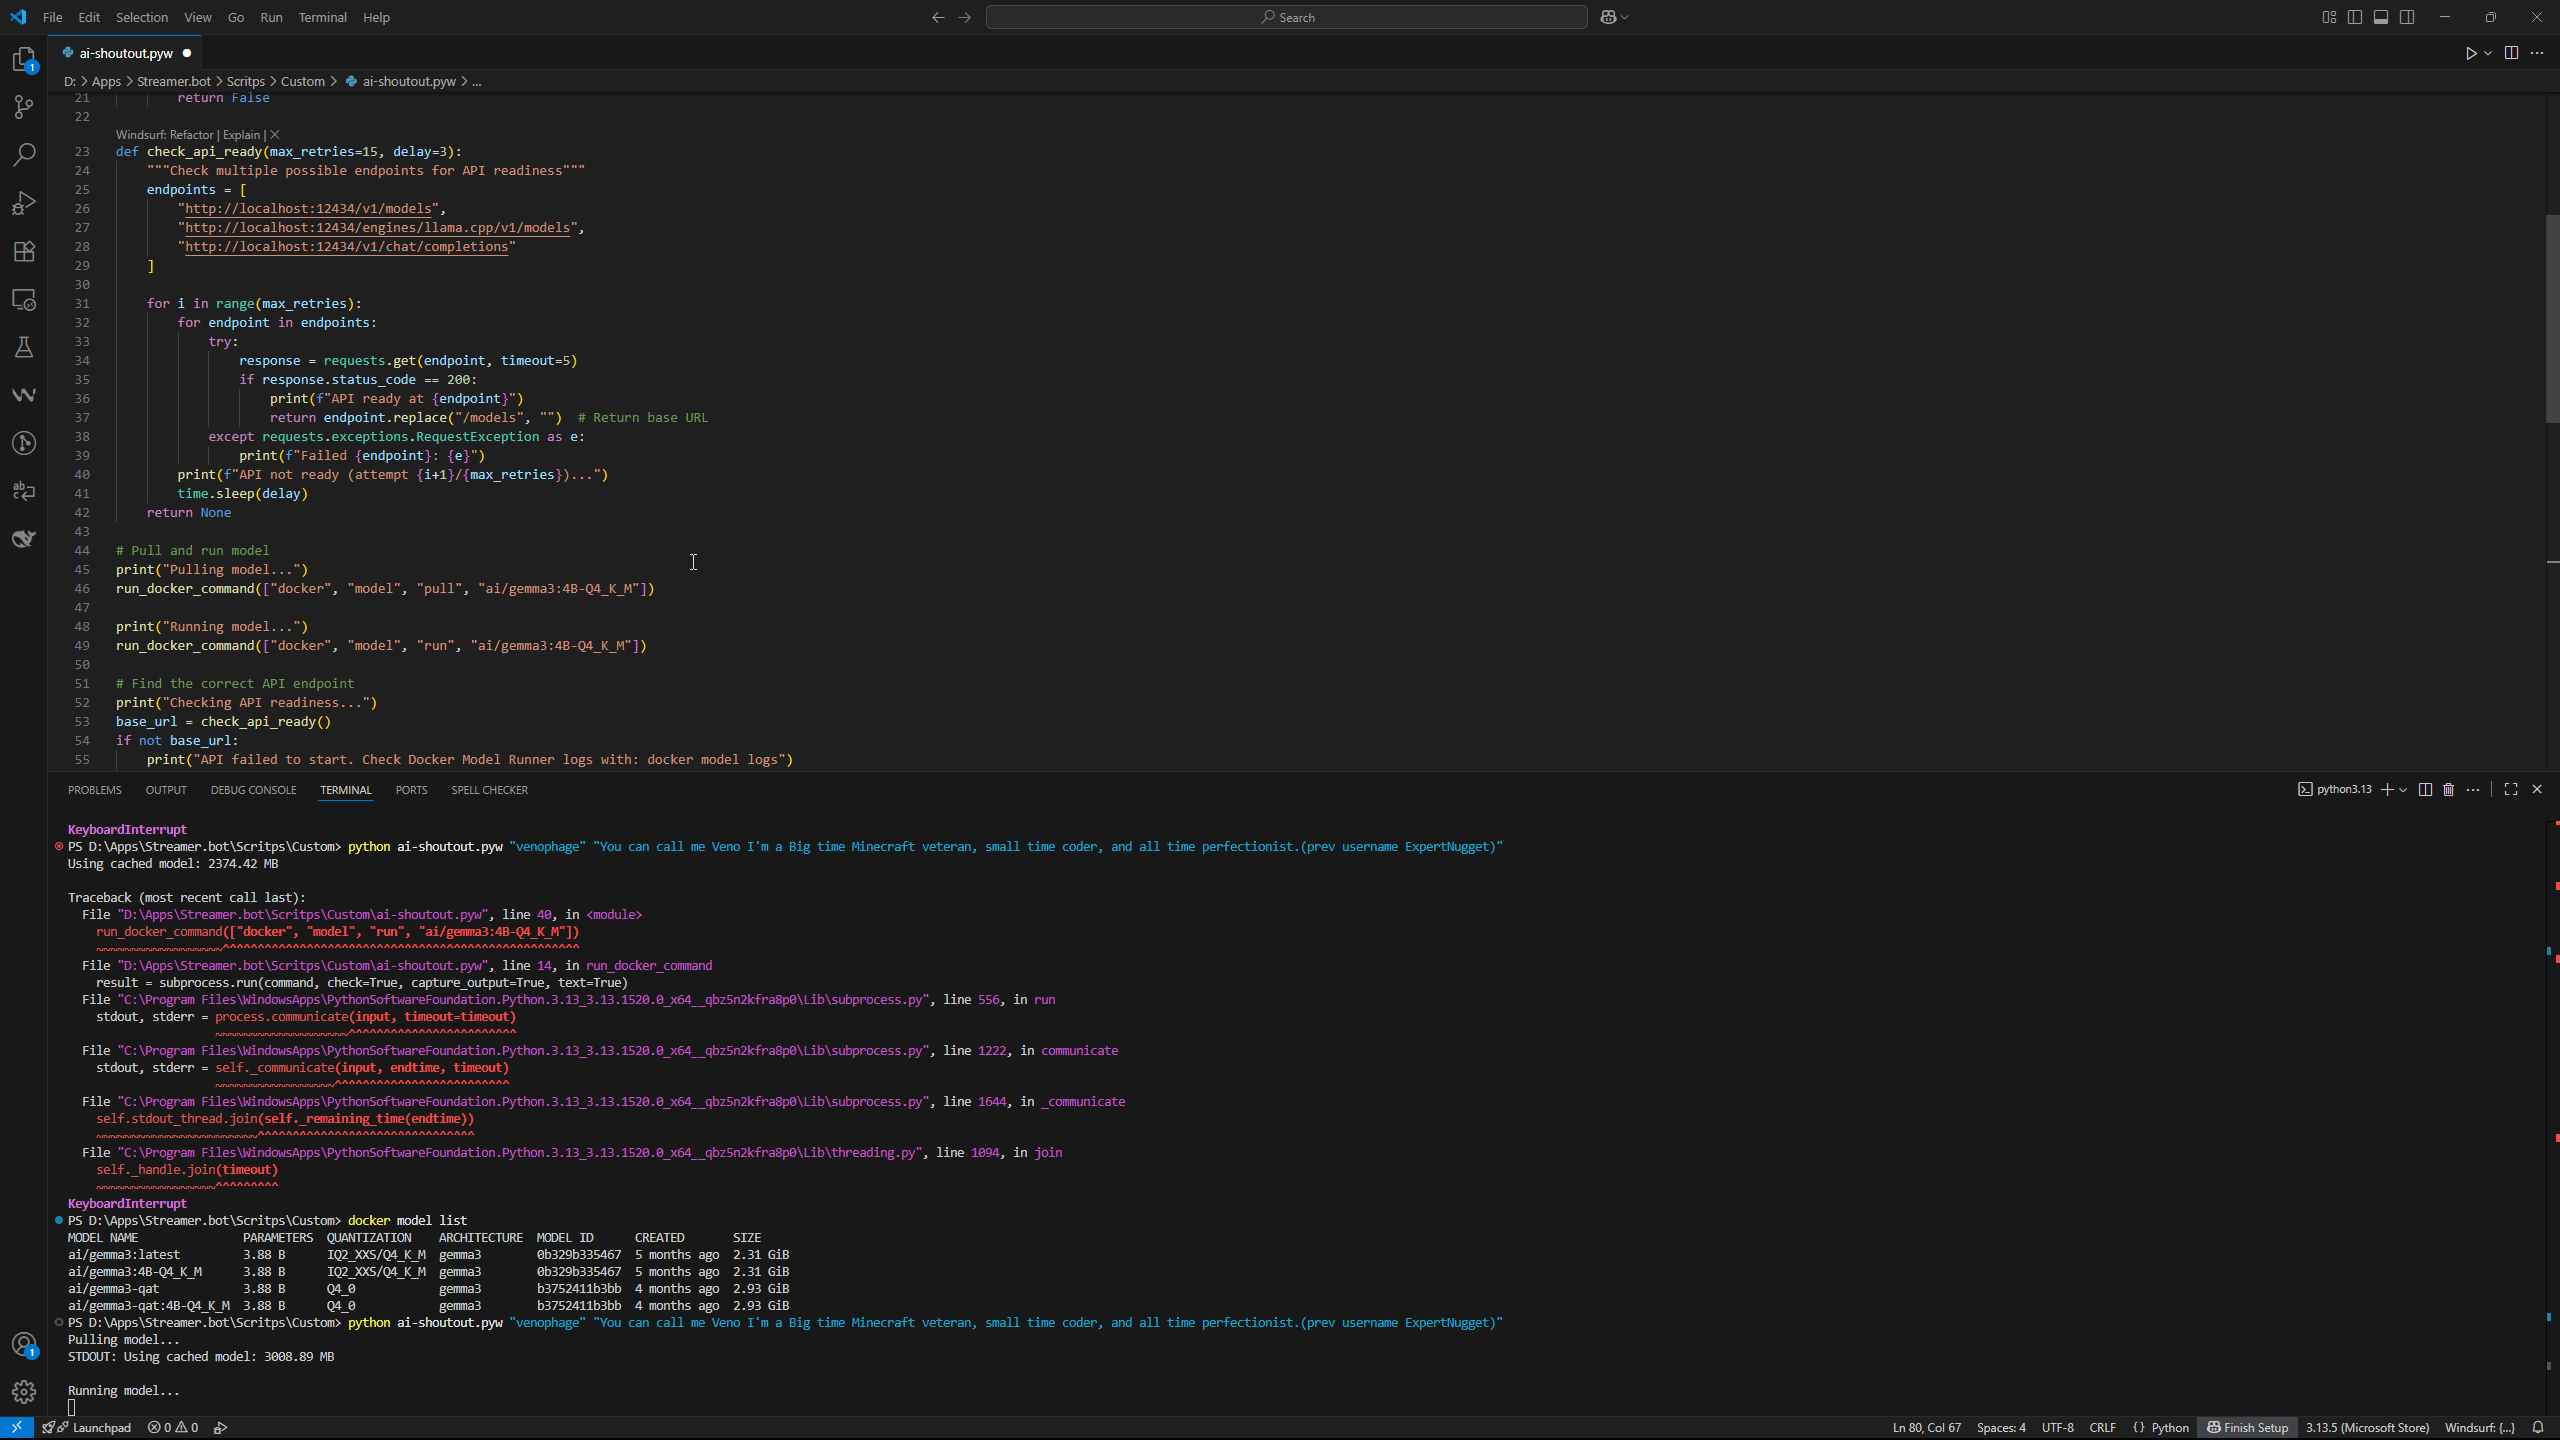 File Edit Selection View Go Run Terminal Help
Search
ai-shoutout.pyw
D: > Apps > Streamer.bot > Scritps > Custom > ai-shoutout.pyw > ...
21 return False
22
Windsurf: Refactor | Explain | X
23 def check_api_ready(max_retries=15, delay=3):
24 """Check multiple possible endpoints for API readiness"""
25 endpoints = [
26 "http://localhost:12434/v1/models",
27 "http://localhost:12434/engines/llama.cpp/v1/models",
28 "http://localhost:12434/v1/chat/completions"
29 ]
30
31 for i in range(max_retries):
32 for endpoint in endpoints:
33 try:
34 response = requests.get(endpoint, timeout=5)
35 if response.status_code == 200:
36 print(f"API ready at {endpoint}")
37 return endpoint.replace("/models", "")  # Return base URL
38 except requests.exceptions.RequestException as e:
39 print(f"Failed {endpoint}: {e}")
40 print(f"API not ready (attempt {i+1}/{max_retries})...")
41 time.sleep(delay)
42 return None
43
44 # Pull and run model
45 print("Pulling model...")
46 run_docker_command(["docker", "model", "pull", "ai/gemma3:4B-Q4_K_M"])
47
48 print("Running model...")
49 run_docker_command(["docker", "model", "run", "ai/gemma3:4B-Q4_K_M"])
50
51 # Find the correct API endpoint
52 print("Checking API readiness...")
53 base_url = check_api_ready()
54 if not base_url:
55 print("API failed to start. Check Docker Model Runner logs with: docker model logs")
PROBLEMS OUTPUT DEBUG CONSOLE TERMINAL PORTS SPELL CHECKER
python3.13
KeyboardInterrupt
PS D:\Apps\Streamer.bot\Scritps\Custom> python ai-shoutout.pyw "venophage" "You can call me Veno I'm a Big time Minecraft veteran, small time coder, and all time perfectionist.(prev username ExpertNugget)"
Using cached model: 2374.42 MB
Traceback (most recent call last):
File "D:\Apps\Streamer.bot\Scritps\Custom\ai-shoutout.pyw", line 40, in <module>
run_docker_command(["docker", "model", "run", "ai/gemma3:4B-Q4_K_M"])
~~~~~~~~~~~~~~~~~~^^^^^^^^^^^^^^^^^^^^^^^^^^^^^^^^^^^^^^^^^^^^^^^^^^^
File "D:\Apps\Streamer.bot\Scritps\Custom\ai-shoutout.pyw", line 14, in run_docker_command
result = subprocess.run(command, check=True, capture_output=True, text=True)
File "C:\Program Files\WindowsApps\PythonSoftwareFoundation.Python.3.13_3.13.1520.0_x64__qbz5n2kfra8p0\Lib\subprocess.py", line 556, in run
stdout, stderr = process.communicate(input, timeout=timeout)
~~~~~~~~~~~~~~~~~~~^^^^^^^^^^^^^^^^^^^^^^^^
File "C:\Program Files\WindowsApps\PythonSoftwareFoundation.Python.3.13_3.13.1520.0_x64__qbz5n2kfra8p0\Lib\subprocess.py", line 1222, in communicate
stdout, stderr = self._communicate(input, endtime, timeout)
~~~~~~~~~~~~~~~~~^^^^^^^^^^^^^^^^^^^^^^^^^
File "C:\Program Files\WindowsApps\PythonSoftwareFoundation.Python.3.13_3.13.1520.0_x64__qbz5n2kfra8p0\Lib\subprocess.py", line 1644, in _communicate
self.stdout_thread.join(self._remaining_time(endtime))
~~~~~~~~~~~~~~~~~~~~~~~^^^^^^^^^^^^^^^^^^^^^^^^^^^^^^^
File "C:\Program Files\WindowsApps\PythonSoftwareFoundation.Python.3.13_3.13.1520.0_x64__qbz5n2kfra8p0\Lib\threading.py", line 1094, in join
self._handle.join(timeout)
~~~~~~~~~~~~~~~~~^^^^^^^^^
KeyboardInterrupt
PS D:\Apps\Streamer.bot\Scritps\Custom> docker model list
MODEL NAME PARAMETERS QUANTIZATION ARCHITECTURE MODEL ID CREATED SIZE
ai/gemma3:latest 3.88 B IQ2_XXS/Q4_K_M gemma3 0b329b335467 5 months ago 2.31 GiB
ai/gemma3:4B-Q4_K_M 3.88 B IQ2_XXS/Q4_K_M gemma3 0b329b335467 5 months ago 2.31 GiB
ai/gemma3-qat 3.88 B Q4_0 gemma3 b3752411b3bb 4 months ago 2.93 GiB
ai/gemma3-qat:4B-Q4_K_M 3.88 B Q4_0 gemma3 b3752411b3bb 4 months ago 2.93 GiB
PS D:\Apps\Streamer.bot\Scritps\Custom> python ai-shoutout.pyw "venophage" "You can call me Veno I'm a Big time Minecraft veteran, small time coder, and all time perfectionist.(prev username ExpertNugget)"
Pulling model...
STDOUT: Using cached model: 3008.89 MB
Running model...
Launchpad 0 0 Ln 80, Col 67 Spaces: 4 UTF-8 CRLF {} Python Finish Setup 3.13.5 (Microsoft Store) Windsurf: {...}